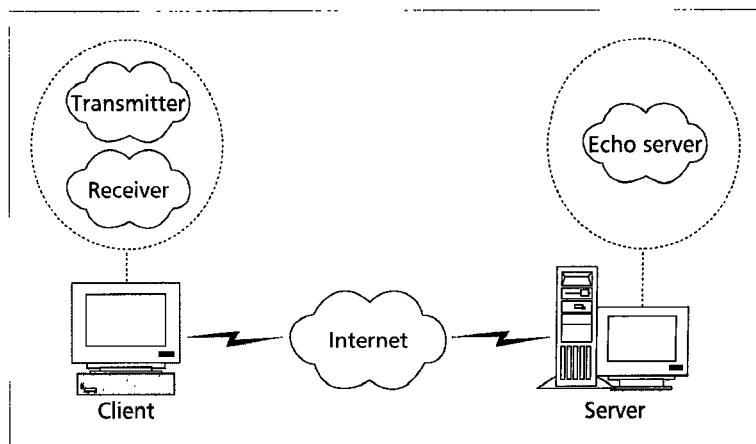 Transmitter
Receiver
Echo server
Internet
Client
Server